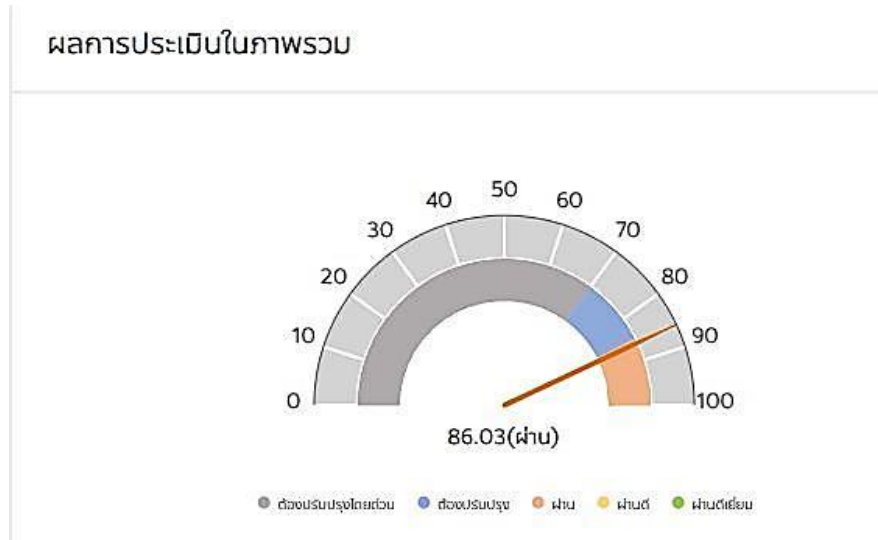 ผลการประเมินในภาพรวม
50
40 60
30 70
20 80
10 90
0 100
86.03(ผ่าน)
ต้องปรับปรุงโดยด่วน ต้องปรับปรุง ผ่าน ผ่านดี ผ่านดีเยี่ยม